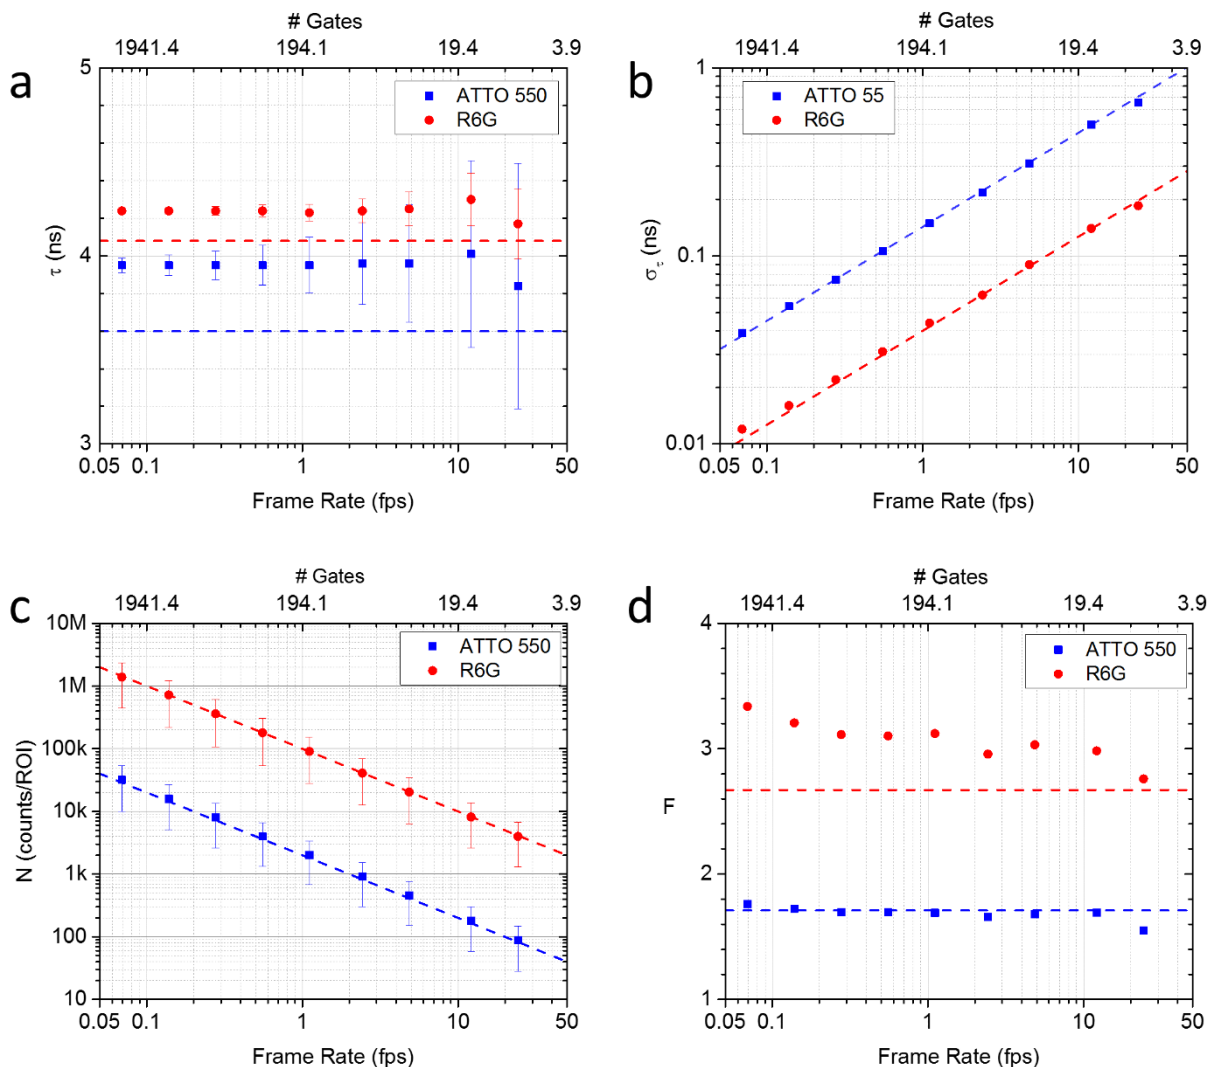 a
# Gates
1941.4 194.1 19.4 3.9
5
ATTO 550
R6G
4
τ (ns)
3
0.05 0.1 1 10 50
Frame Rate (fps)
b
# Gates
1941.4 194.1 19.4 3.9
1
ATTO 55
R6G
0.1
στ (ns)
0.01
0.05 0.1 1 10 50
Frame Rate (fps)
c
# Gates
1941.4 194.1 19.4 3.9
10M
ATTO 550
R6G
1M
100k
10k
N (counts/ROI)
1k
100
10
0.05 0.1 1 10 50
Frame Rate (fps)
d
# Gates
1941.4 194.1 19.4 3.9
4
ATTO 550
R6G
3
F
2
1
0.05 0.1 1 10 50
Frame Rate (fps)